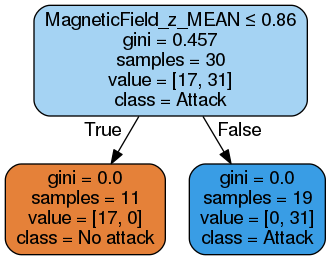 MagneticField_z_MEAN ≤ 0.86
gini = 0.457
samples = 30
value = [17, 31]
class = Attack
True
False
gini = 0.0
samples = 11
value = [17, 0]
class = No attack
gini = 0.0
samples = 19
value = [0, 31]
class = Attack